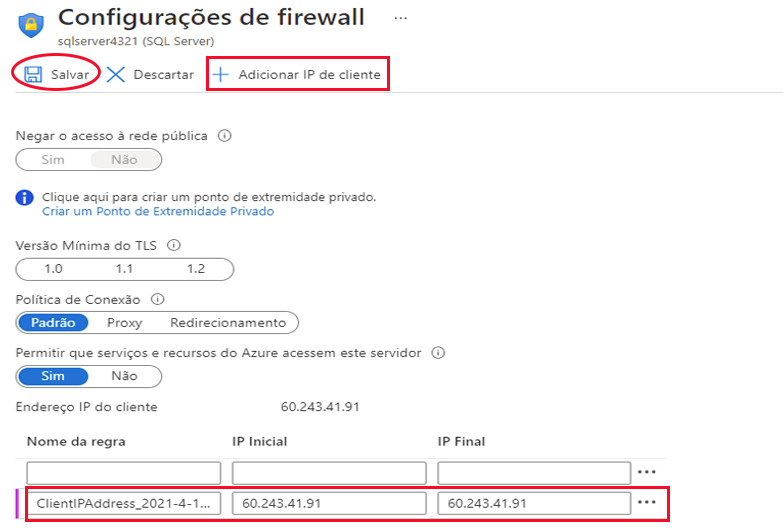 Configurações de firewall ...
sqlserver4321 (SQL Server)
Salvar Descartar Adicionar IP de cliente
Negar o acesso à rede pública
Sim Não
Clique aqui para criar um ponto de extremidade privado.
Criar um Ponto de Extremidade Privado
Versão Mínima do TLS
1.0 1.1 1.2
Política de Conexão
Padrão Proxy Redirecionamento
Permitir que serviços e recursos do Azure acessem este servidor
Sim Não
Endereço IP do cliente 60.243.41.91
Nome da regra IP Inicial IP Final
ClientIPAddress_2021-4-1... 60.243.41.91 60.243.41.91